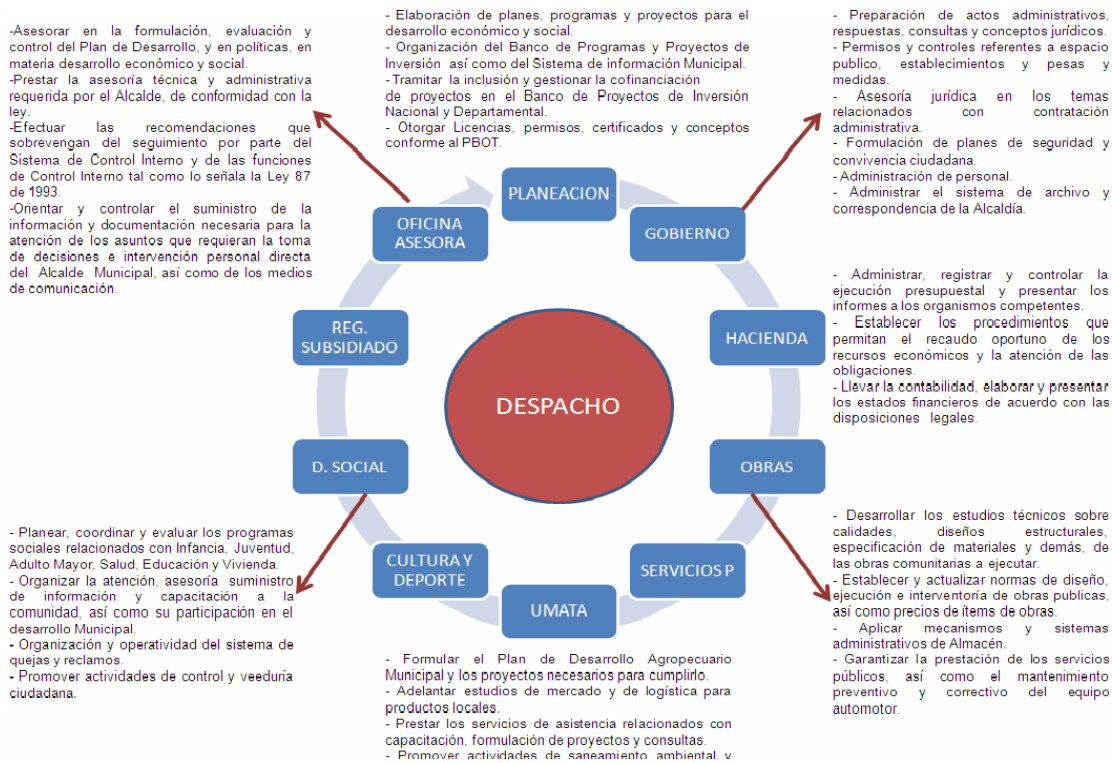 -Asesorar en la formulación, evaluación y
control del Plan de Desarrollo, y en políticas, en
materia desarrollo económico y social.
-Prestar la asesoría técnica y administrativa
requerida por el Alcalde, de conformidad con la
ley.
-Efectuar las recomendaciones que
sobrevengan del seguimiento por parte del
Sistema de Control Interno y de las funciones
de Control Interno tal como lo señala la Ley 87
de 1993.
-Orientar y controlar el suministro de la
información y documentación necesaria para la
atención de los asuntos que requieran la toma
de decisiones e intervención personal directa
del Alcalde Municipal, así como de los medios
de comunicación.
- Elaboración de planes, programas y proyectos para el
desarrollo económico y social.
- Organización del Banco de Programas y Proyectos de
Inversión así como del Sistema de información Municipal.
-Tramitar la inclusión y gestionar la cofinanciación
de proyectos en el Banco de Proyectos de Inversión
Nacional y Departamental.
- Otorgar Licencias, permisos, certificados y conceptos
conforme al PBOT.
- Preparación de actos administrativos,
respuestas, consultas y conceptos jurídicos.
- Permisos y controles referentes a espacio
publico, establecimientos y pesas y
medidas.
- Asesoría jurídica en los temas
relacionados con contratación
administrativa.
- Formulación de planes de seguridad y
convivencia ciudadana.
- Administración de personal.
- Administrar el sistema de archivo y
correspondencia de la Alcaldía.
PLANEACION
OFICINA
ASESORA
GOBIERNO
REG.
SUBSIDIADO
HACIENDA
DESPACHO
D. SOCIAL
OBRAS
CULTURA Y
DEPORTE
SERVICIOS P
UMATA
- Administrar, registrar y controlar la
ejecución presupuestal y presentar los
informes a los organismos competentes.
- Establecer los procedimientos que
permitan el recaudo oportuno de los
recursos económicos y la atención de las
obligaciones.
- Llevar la contabilidad, elaborar y presentar
los estados financieros de acuerdo con las
disposiciones legales.
- Planear, coordinar y evaluar los programas
sociales relacionados con Infancia, Juventud,
Adulto Mayor, Salud, Educación y Vivienda.
- Organizar la atención, asesoría suministro
de información y capacitación a la
comunidad, así como su participación en el
desarrollo Municipal.
- Organización y operatividad del sistema de
quejas y reclamos.
- Promover actividades de control y veeduría
ciudadana.
- Formular el Plan de Desarrollo Agropecuario
Municipal y los proyectos necesarios para cumplirlo.
- Adelantar estudios de mercado y de logística para
productos locales.
- Prestar los servicios de asistencia relacionados con
capacitación, formulación de proyectos y consultas.
- Promover actividades de saneamiento ambiental y
- Desarrollar los estudios técnicos sobre
calidades, diseños estructurales,
especificación de materiales y demás, de
las obras comunitarias a ejecutar.
- Establecer y actualizar normas de diseño,
ejecución e interventoría de obras publicas,
así como precios de ítems de obras.
- Aplicar mecanismos y sistemas
administrativos de Almacén.
- Garantizar la prestación de los servicios
públicos, así como el mantenimiento
preventivo y correctivo del equipo
automotor.